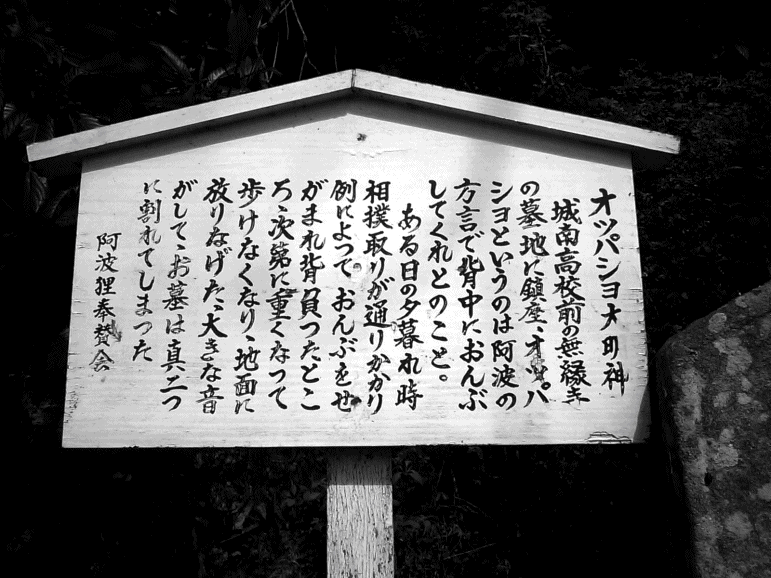 オッパショ大明神
城南高校前の無縁寺
の墓地に鎮座、オッパ
ショというのは阿波の
方言で背中におんぶ
してくれとのこと。
ある日の夕暮れ時
相撲取りが通りかかり
例によって。おんぶをせ
がまれ背負つたとこ
ろ、次第に重くなって
歩けなくなり、地面に
放りなげた、大きな音
がして、お墓は真二つ
に割れてしまった
阿波狸奉賛会